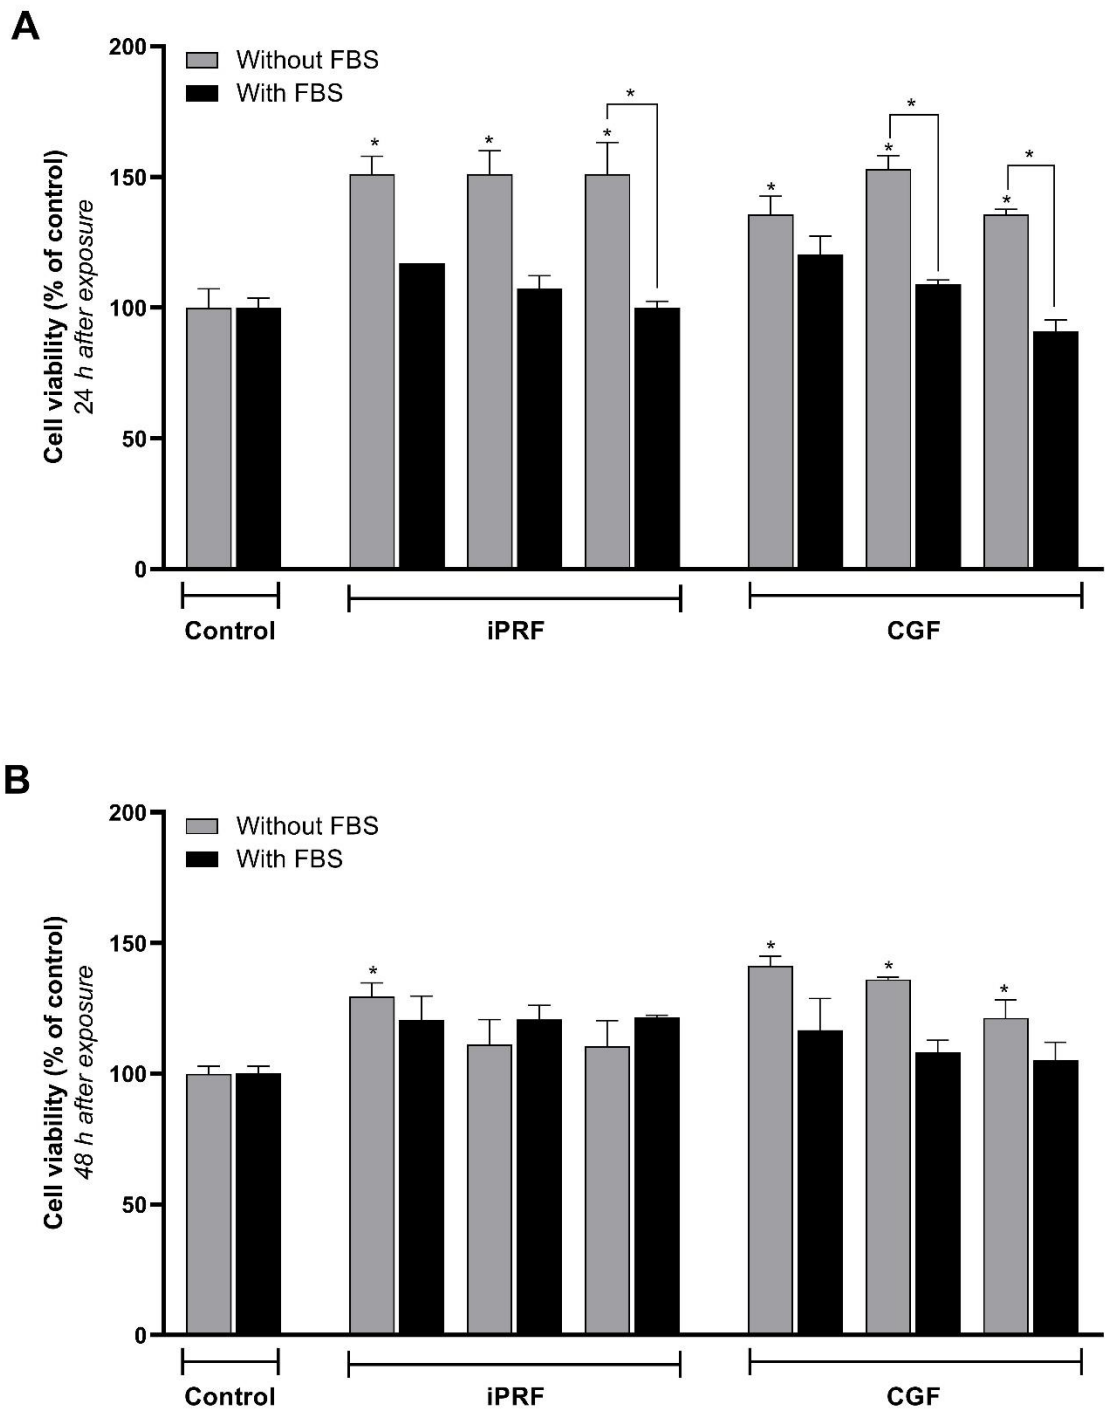 A
200
150
100
50
0
Cell viability (% of control)
24 h after exposure
Without FBS
With FBS
*
*
*
*
*
*
*
*
*
Control
iPRF
CGF
B
200
150
100
50
0
Cell viability (% of control)
48 h after exposure
Without FBS
With FBS
*
*
*
*
Control
iPRF
CGF